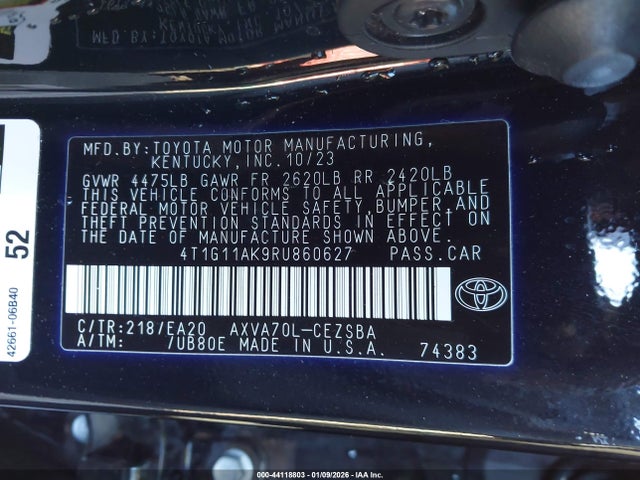 MFD.BY:TOYOTA MOTOR MANUFACTURING,
KENTUCKY,INC.10/23
GVWR 4475LB GAWR FR 2620LB RR 2420LB
THIS VEHICLE CONFORMS TO ALL APPLICABLE
FEDERAL MOTOR VEHICLE SAFETY,BUMPER,AND
THEFT PREVENTION STANDARDS IN EFFECT ON
THE DATE OF MANUFACTURE SHOWN ABOVE.
4T1G11AK9RU860627 PASS.CAR
C/TR:218/EA20 AXVA70L-CEZSBA
A/TM: /UB80E MADE IN U.S.A. 74383
52
42661-06B40
000-44118803 - 01/09/2026 - IAA Inc.